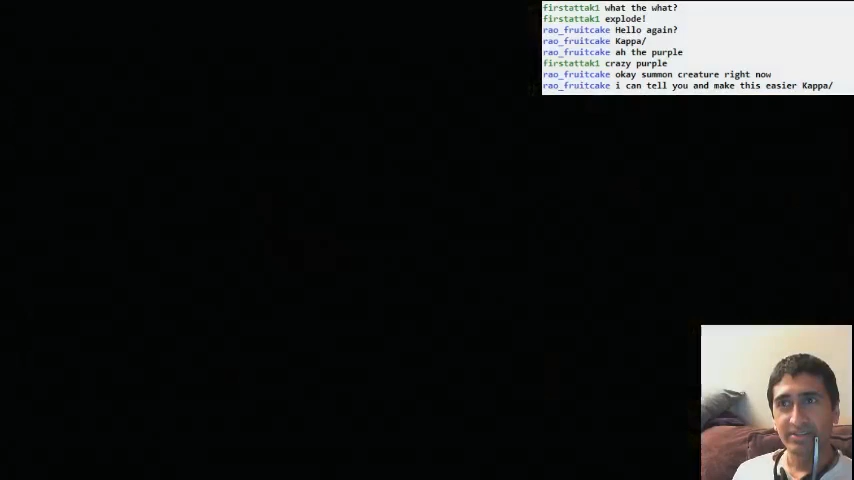 firstattak1 what the what?
firstattak1 explode!
rao_fruitcake Hello again?
rao_fruitcake Kappa/
rao_fruitcake ah the purple
firstattak1 crazy purple
rao_fruitcake okay summon creature right now
rao_fruitcake i can tell you and make this easier Kappa/